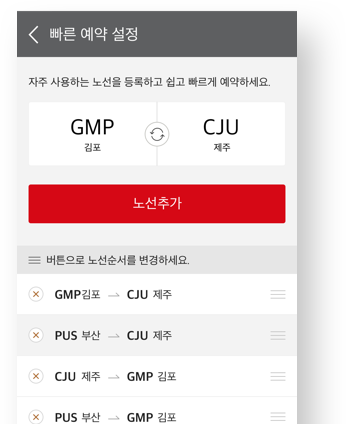 빠른 예약 설정
자주 사용하는 노선을 등록하고 쉽고 빠르게 예약하세요.
GMP CJU
김포 제주
노선추가
버튼으로 노선순서를 변경하세요.
GMP김포 → CJU 제주
PUS 부산 → CJU 제주
CJU 제주 → GMP 김포
PUS 부산 → GMP 김포